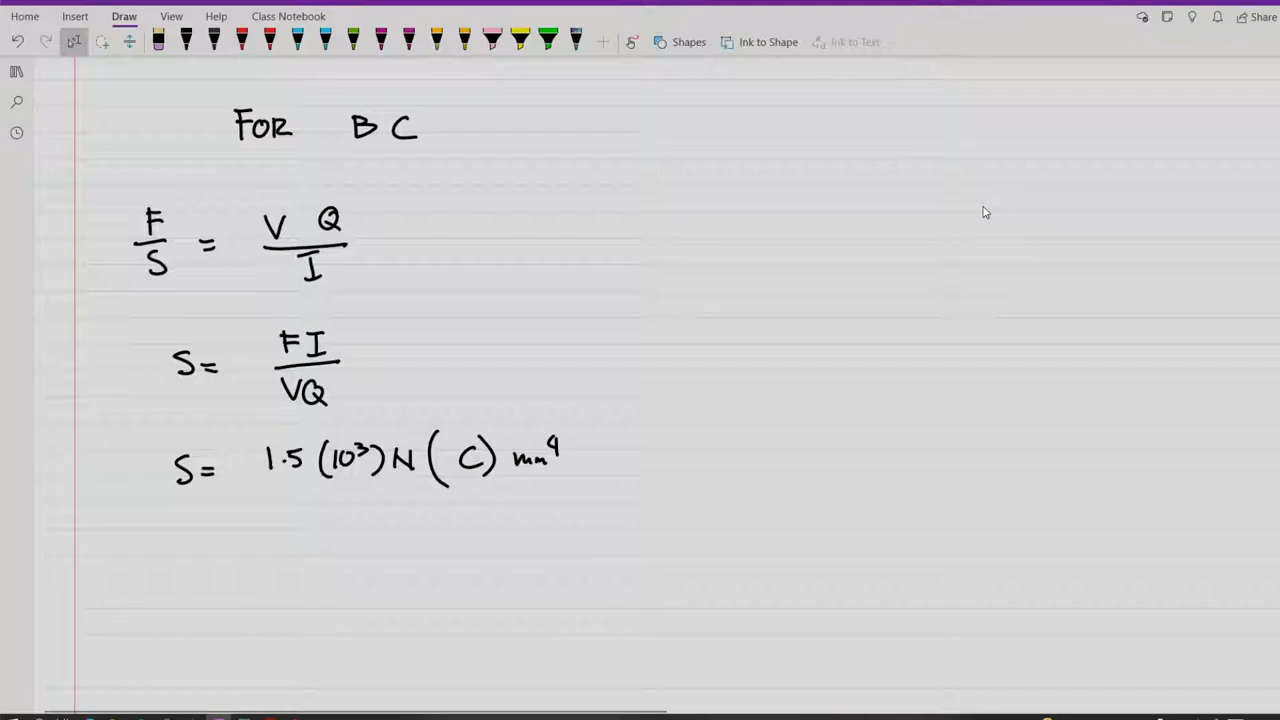 Home Insert Draw View Help Class Notebook Share
Shapes Ink to Shape Ink to Text
FOR BC
F/S = V Q/I
S = FI/VQ
S = 1.5 (10³) N ( C) mm⁴